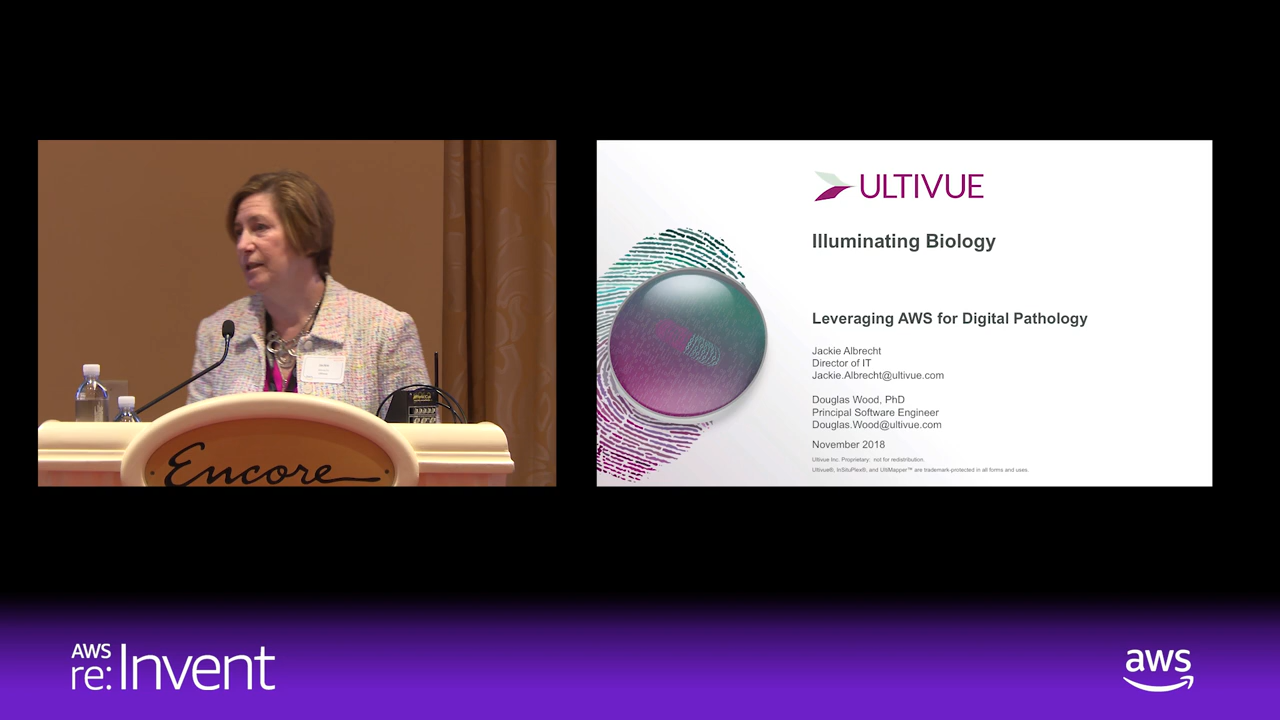 Encore
ULTIVUE
Illuminating Biology
Leveraging AWS for Digital Pathology
Jackie Albrecht
Director of IT
Jackie.Albrecht@ultivue.com
Douglas Wood, PhD
Principal Software Engineer
Douglas.Wood@ultivue.com
November 2018
Ultivue Inc. Proprietary; not for redistribution.
Ultivue®, InSituPlex®, and UltiMapper™ are trademark-protected in all forms and uses.
AWS
re:Invent
aws